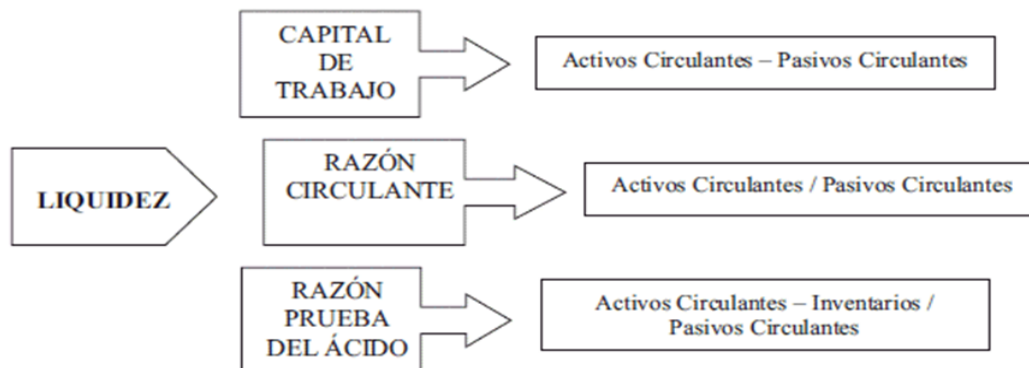 CAPITAL
DE
TRABAJO
Activos Circulantes – Pasivos Circulantes
LIQUIDEZ
RAZÓN
CIRCULANTE
Activos Circulantes / Pasivos Circulantes
RAZÓN
PRUEBA
DEL ÁCIDO
Activos Circulantes – Inventarios /
Pasivos Circulantes